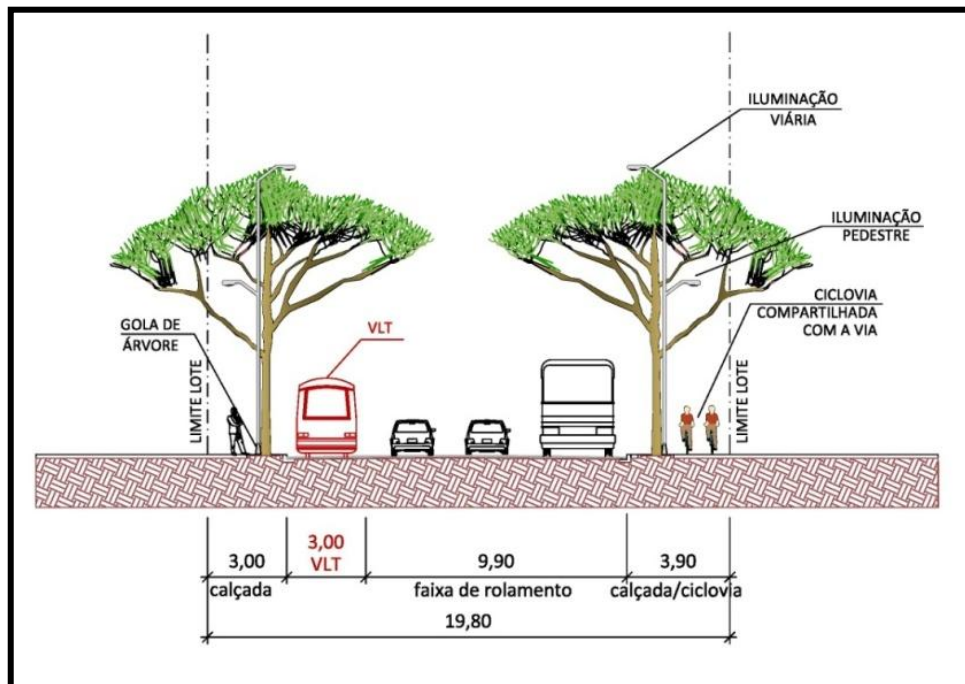 ILUMINAÇÃO
VIÁRIA
ILUMINAÇÃO
PEDESTRE
CICLOVIA
COMPARTILHADA
COM A VIA
GOLA DE
ÁRVORE
VLT
LIMITE LOTE
LIMITE LOTE
3,00
calçada
3,00
VLT
9,90
faixa de rolamento
3,90
calçada/ciclovia
19,80